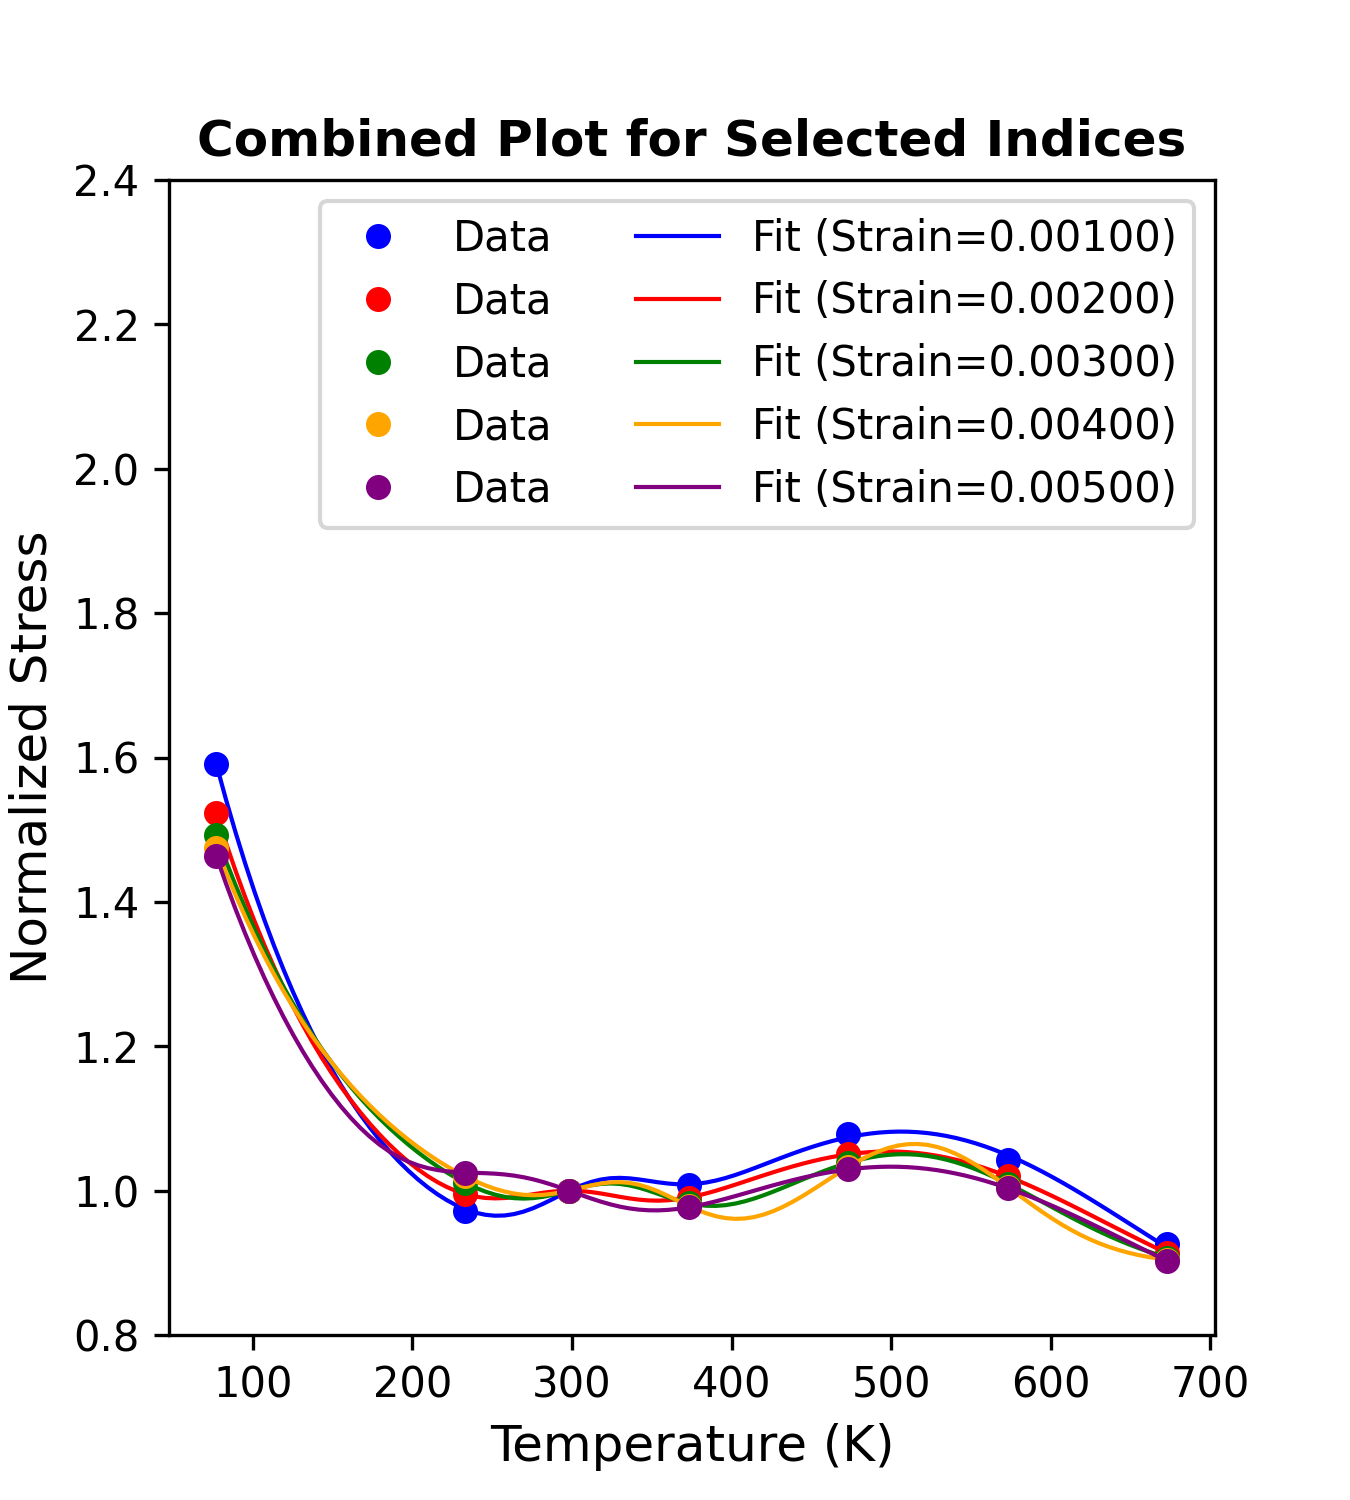 Combined Plot for Selected Indices
2.4
2.2
2.0
1.8
1.6
1.4
1.2
1.0
0.8
Normalized Stress
Data Fit (Strain=0.00100)
Data Fit (Strain=0.00200)
Data Fit (Strain=0.00300)
Data Fit (Strain=0.00400)
Data Fit (Strain=0.00500)
100 200 300 400 500 600 700
Temperature (K)